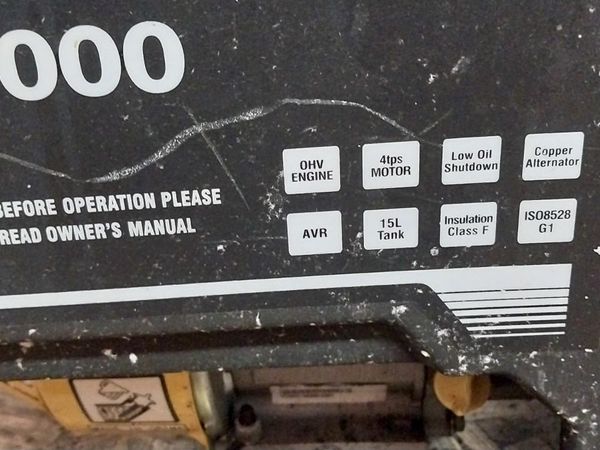 000
OHV
ENGINE
4tps
MOTOR
Low Oil
Shutdown
Copper
Alternator
BEFORE OPERATION PLEASE
READ OWNER'S MANUAL
AVR
15L
Tank
Insulation
Class F
ISO8528
G1